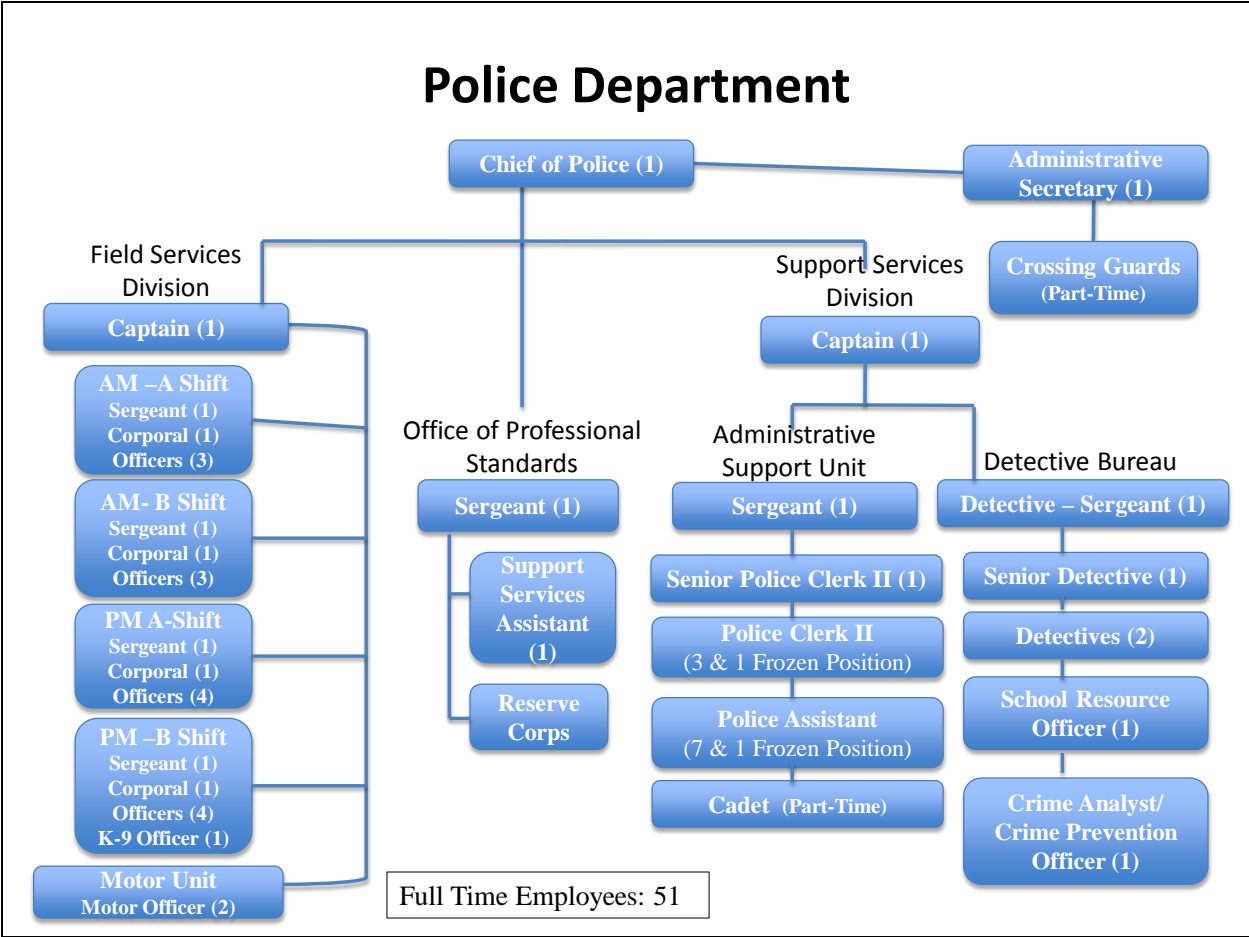 Police Department
Chief of Police (1)
Administrative
Secretary (1)
Crossing Guards
(Part-Time)
Field Services
Division
Captain (1)
AM –A Shift
Sergeant (1)
Corporal (1)
Officers (3)
AM- B Shift
Sergeant (1)
Corporal (1)
Officers (3)
PM A-Shift
Sergeant (1)
Corporal (1)
Officers (4)
PM –B Shift
Sergeant (1)
Corporal (1)
Officers (4)
K-9 Officer (1)
Motor Unit
Motor Officer (2)
Office of Professional
Standards
Sergeant (1)
Support
Services
Assistant
(1)
Reserve
Corps
Support Services
Division
Captain (1)
Administrative
Support Unit
Sergeant (1)
Senior Police Clerk II (1)
Police Clerk II
(3 & 1 Frozen Position)
Police Assistant
(7 & 1 Frozen Position)
Cadet (Part-Time)
Detective Bureau
Detective – Sergeant (1)
Senior Detective (1)
Detectives (2)
School Resource
Officer (1)
Crime Analyst/
Crime Prevention
Officer (1)
Full Time Employees: 51